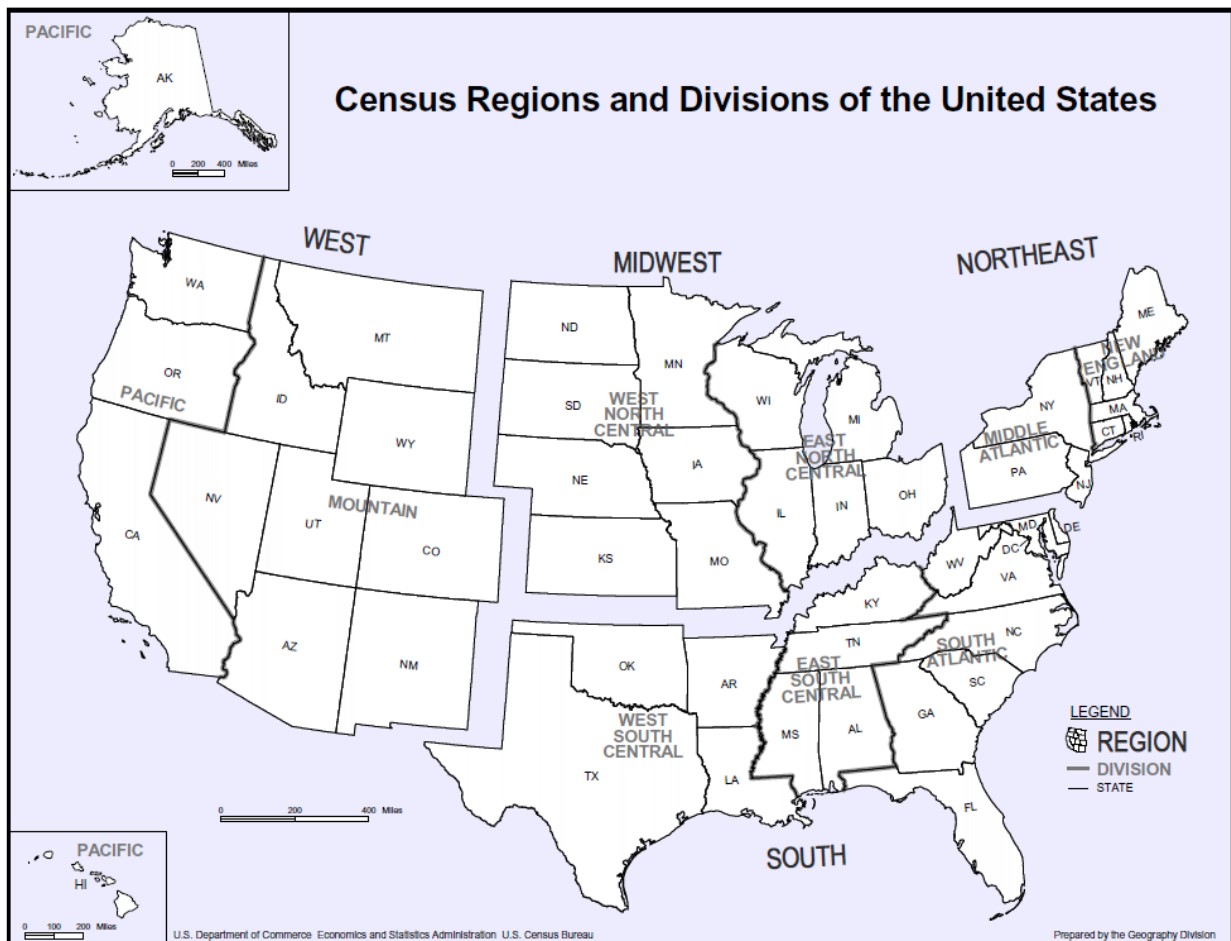 PACIFIC
AK
0 200 400 Miles
Census Regions and Divisions of the United States
WEST
MIDWEST
NORTHEAST
WA
MT
OR
ID
WY
PACIFIC
NV
UT
CO
MOUNTAIN
CA
AZ
NM
ND
MN
SD
WEST
NORTH
CENTRAL
NE
IA
KS
MO
WI
MI
EAST
NORTH
CENTRAL
IL
IN
OH
ME
NEW
ENGLAND
VT
NH
MA
CT
RI
NY
MIDDLE
ATLANTIC
PA
NJ
MD
DE
DC
WV
VA
KY
TN
NC
SOUTH
ATLANTIC
SC
GA
FL
EAST
SOUTH
CENTRAL
MS
AL
OK
AR
WEST
SOUTH
CENTRAL
TX
LA
SOUTH
0 200 400 Miles
LEGEND
REGION
DIVISION
STATE
PACIFIC
HI
0 100 200 Miles
U.S. Department of Commerce Economics and Statistics Administration U.S. Census Bureau
Prepared by the Geography Division